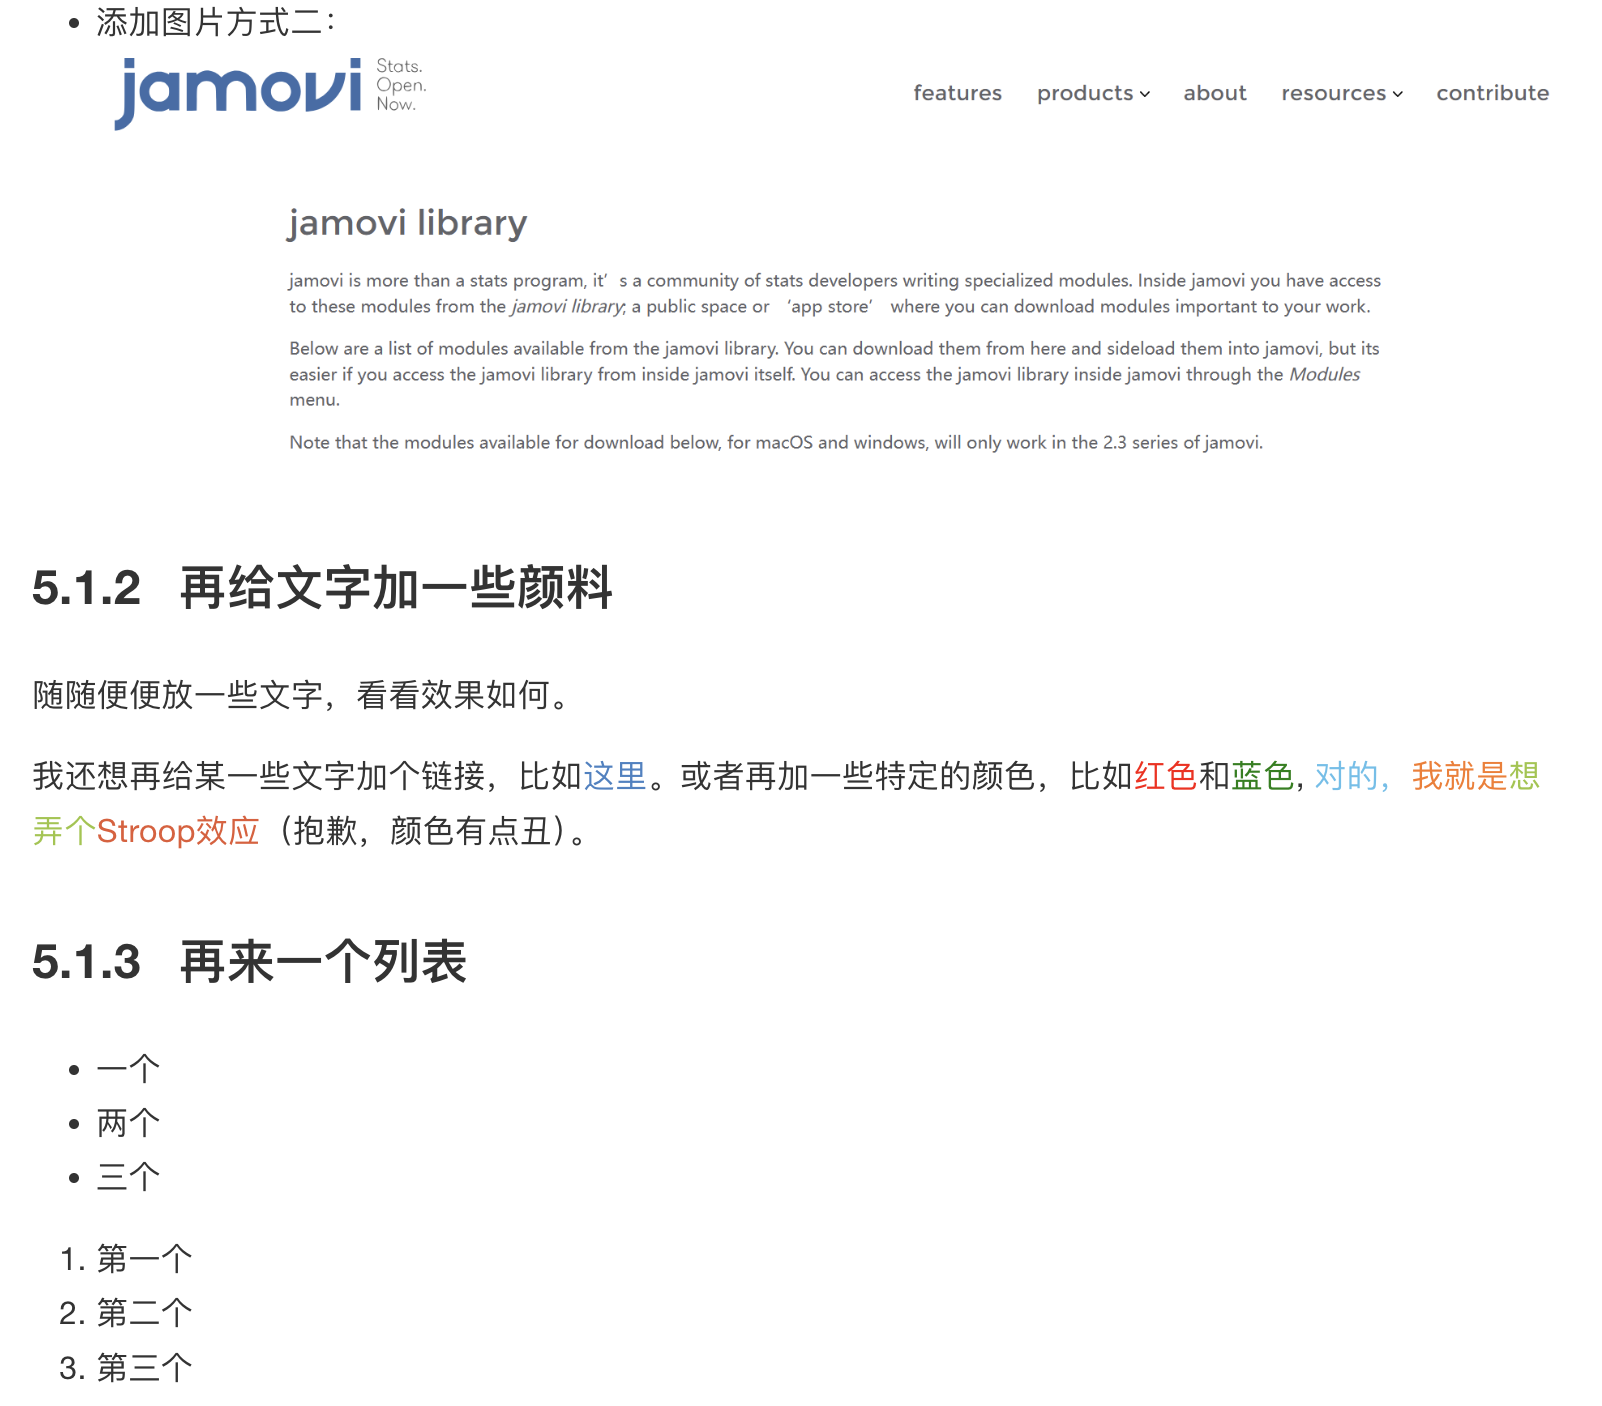 添加图片方式二：
jamovi
Stats.
Open.
Now.
features products about resources contribute
jamovi library
jamovi is more than a stats program, it’s a community of stats developers writing specialized modules. Inside jamovi you have access
to these modules from the jamovi library; a public space or ‘app store’ where you can download modules important to your work.
Below are a list of modules available from the jamovi library. You can download them from here and sideload them into jamovi, but its
easier if you access the jamovi library from inside jamovi itself. You can access the jamovi library inside jamovi through the Modules
menu.
Note that the modules available for download below, for macOS and windows, will only work in the 2.3 series of jamovi.
5.1.2 再给文字加一些颜料
随随便便放一些文字，看看效果如何。
我还想再给某一些文字加个链接，比如这里。或者再加一些特定的颜色，比如红色和蓝色, 对的，我就是想
弄个Stroop效应（抱歉，颜色有点丑）。
5.1.3 再来一个列表
• 一个
• 两个
• 三个
1. 第一个
2. 第二个
3. 第三个